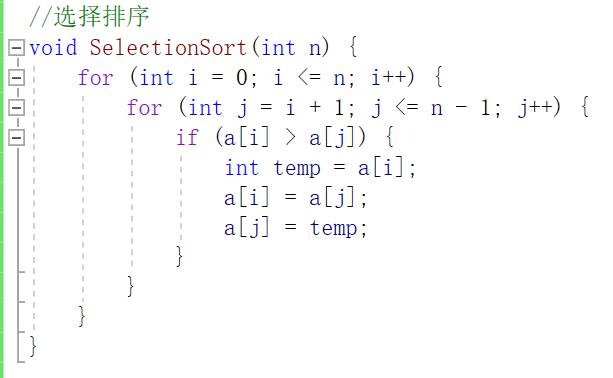 //选择排序
void SelectionSort(int n) {
for (int i = 0; i <= n; i++) {
for (int j = i + 1; j <= n - 1; j++) {
if (a[i] > a[j]) {
int temp = a[i];
a[i] = a[j];
a[j] = temp;
}
}
}
}